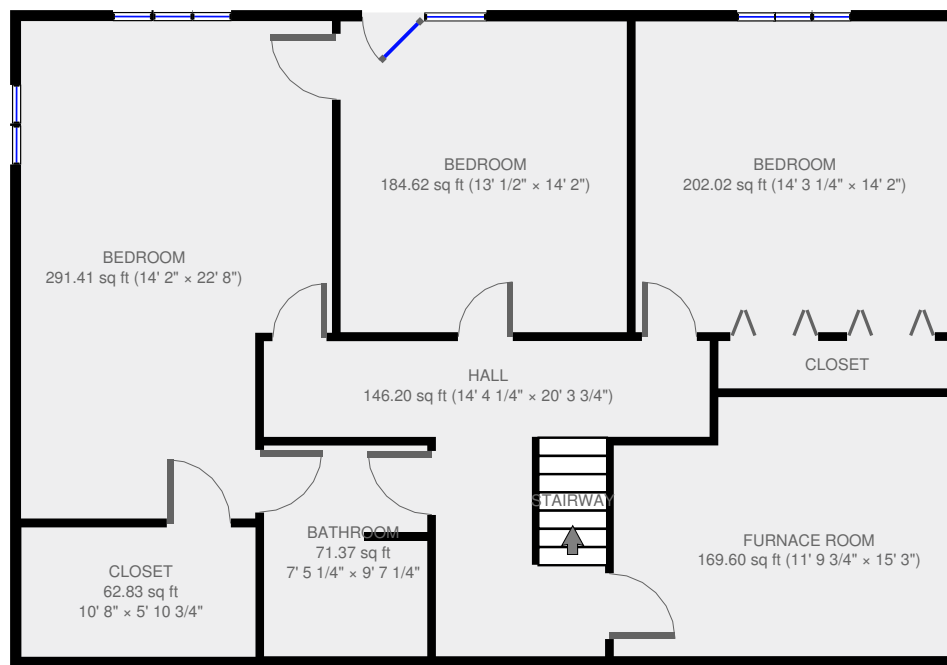 BEDROOM
184.62 sq ft (13' 1/2" × 14' 2")
BEDROOM
202.02 sq ft (14' 3 1/4" × 14' 2")
BEDROOM
291.41 sq ft (14' 2" × 22' 8")
HALL
146.20 sq ft (14' 4 1/4" × 20' 3 3/4")
CLOSET
STAIRWAY
BATHROOM
71.37 sq ft
7' 5 1/4" × 9' 7 1/4"
FURNACE ROOM
169.60 sq ft (11' 9 3/4" × 15' 3")
CLOSET
62.83 sq ft
10' 8" × 5' 10 3/4"